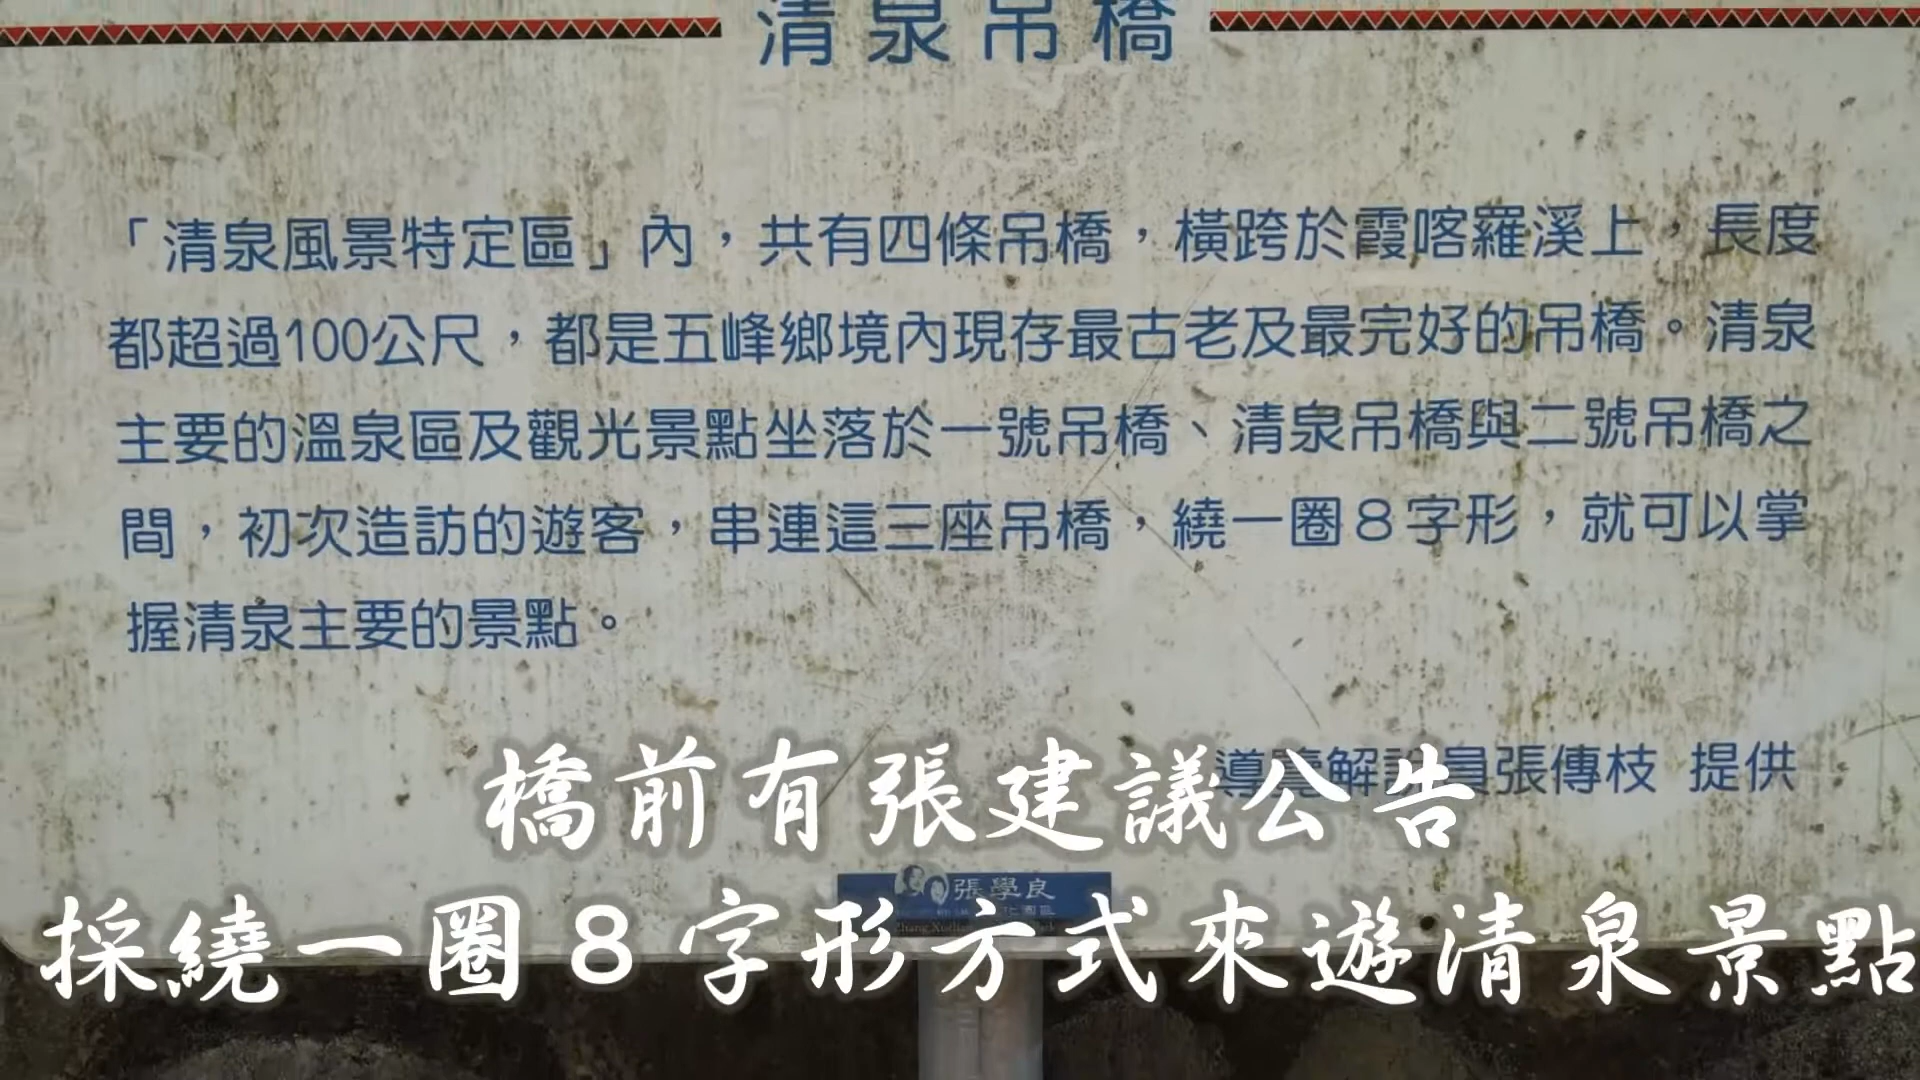 清泉吊橋
「清泉風景特定區」內，共有四條吊橋，橫跨於霞喀羅溪上，長度
都超過100公尺，都是五峰鄉境內現存最古老及最完好的吊橋。清泉
主要的溫泉區及觀光景點坐落於一號吊橋、清泉吊橋與二號吊橋之
間，初次造訪的遊客，串連這三座吊橋，繞一圈８字形，就可以掌
握清泉主要的景點。
導覽解說員張傳枝 提供
橋前有張建議公告
張學良
採繞一圈８字形方式來遊清泉景點